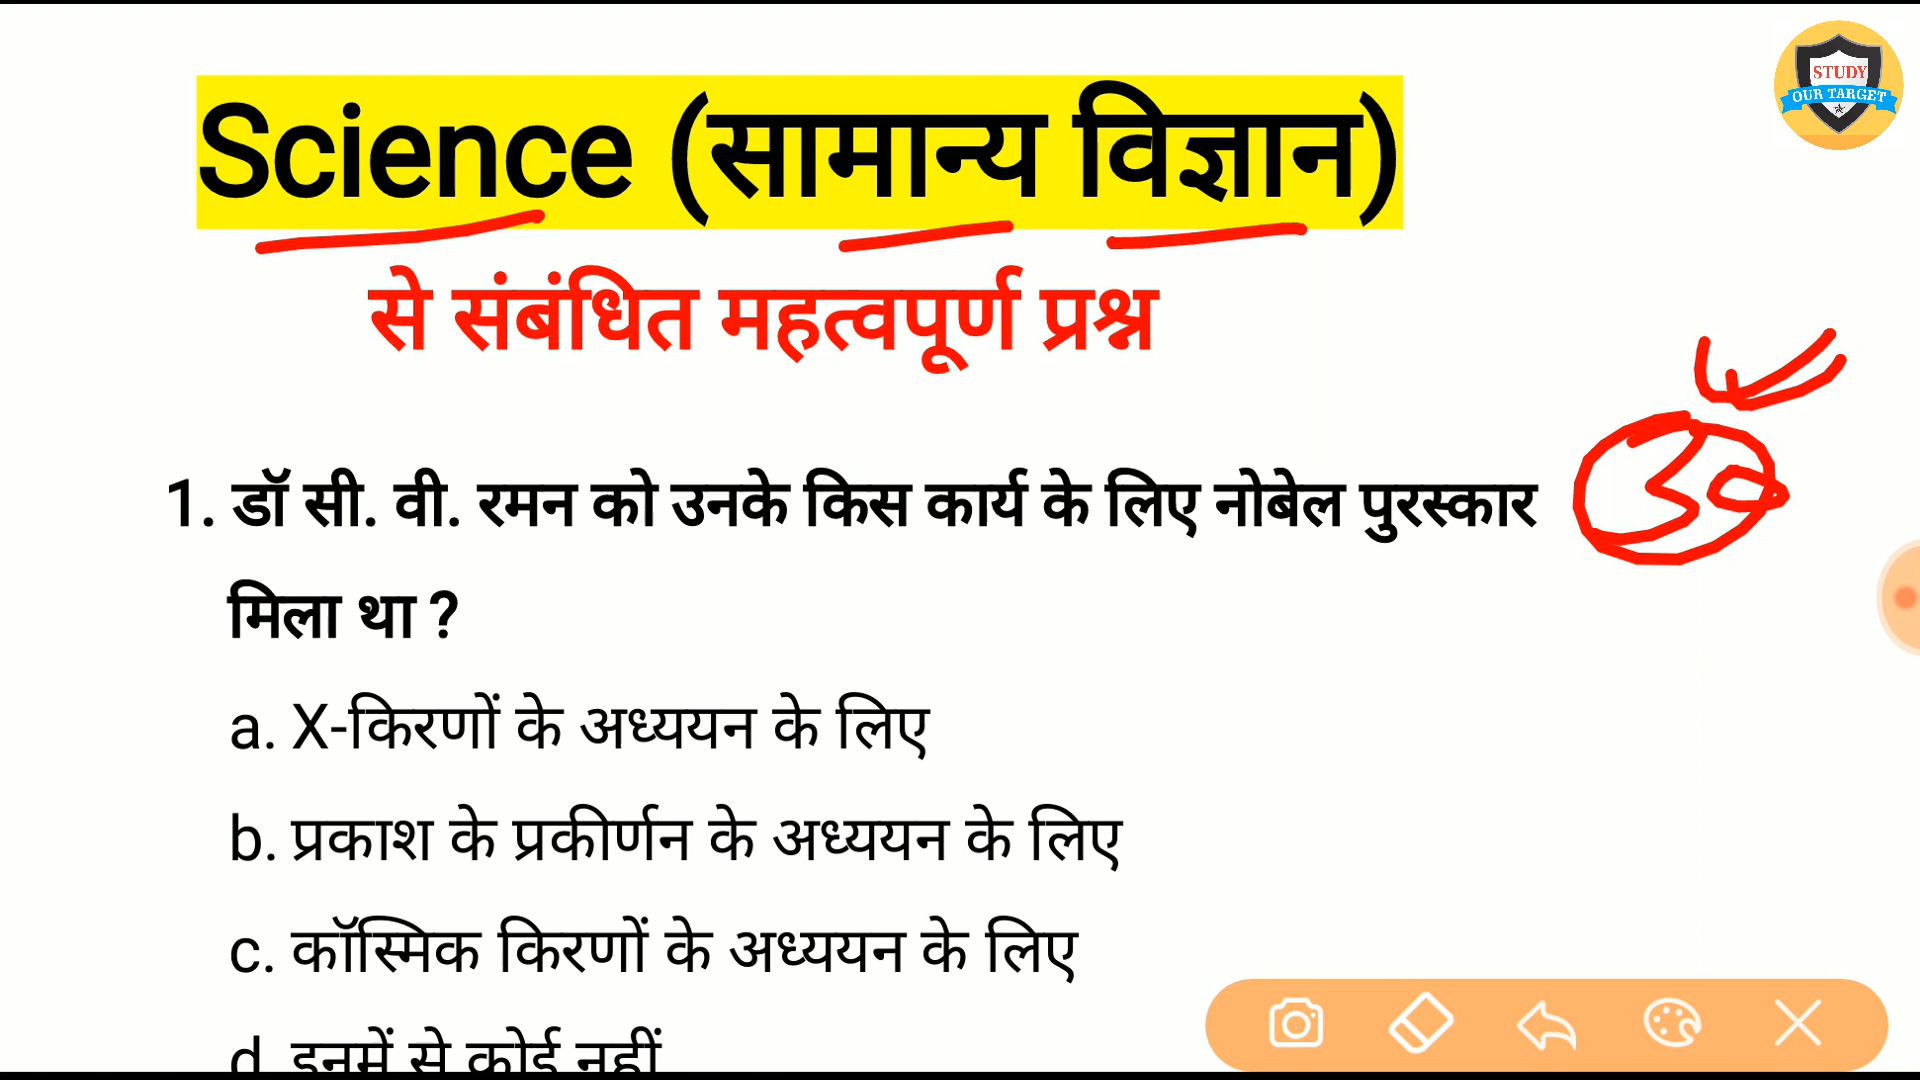 STUDY
OUR TARGET
Science (सामान्य विज्ञान)
से संबंधित महत्वपूर्ण प्रश्न
30
1. डॉ सी. वी. रमन को उनके किस कार्य के लिए नोबेल पुरस्कार
मिला था ?
a. X-किरणों के अध्ययन के लिए
b. प्रकाश के प्रकीर्णन के अध्ययन के लिए
c. कॉस्मिक किरणों के अध्ययन के लिए
d. इनमें से कोई नहीं